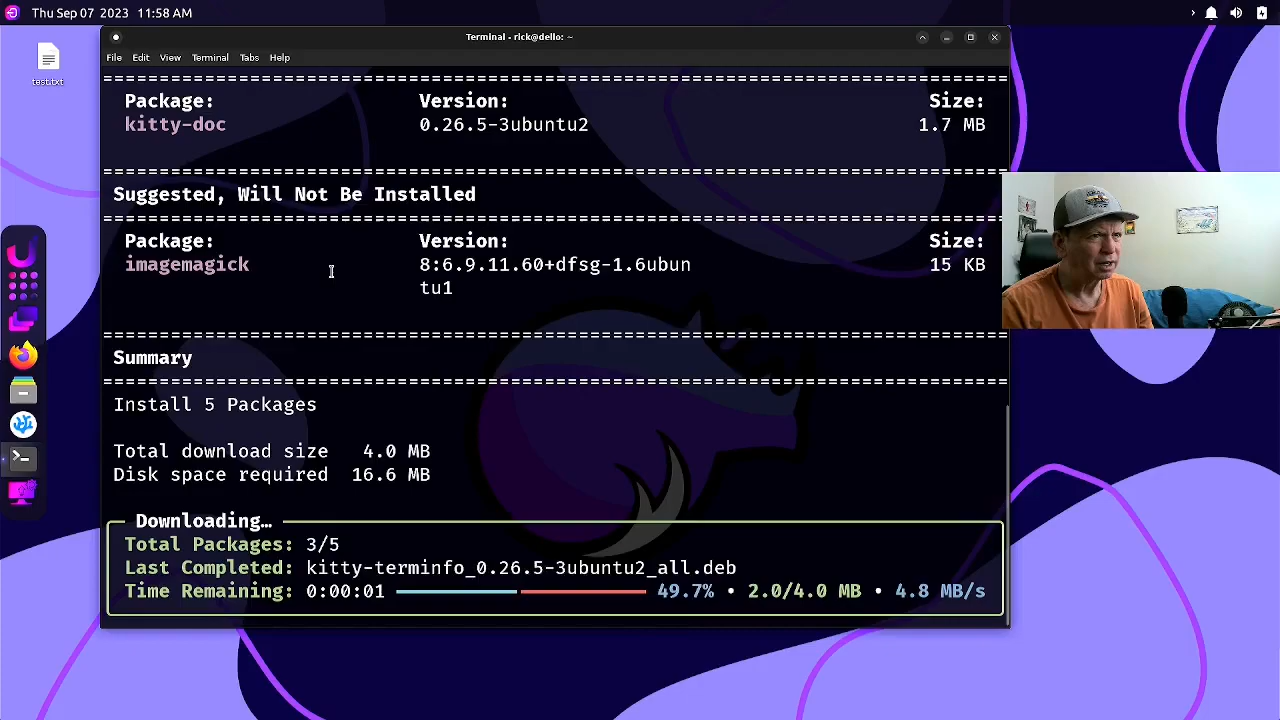 Thu Sep 07 2023 11:58 AM
Terminal - rick@dello: ~
File Edit View Terminal Tabs Help
test.txt
================================================================================
Package: Version: Size:
kitty-doc 0.26.5-3ubuntu2 1.7 MB
================================================================================
Suggested, Will Not Be Installed
================================================================================
Package: Version: Size:
imagemagick 8:6.9.11.60+dfsg-1.6ubun 15 KB
tu1
================================================================================
Summary
================================================================================
Install 5 Packages
Total download size 4.0 MB
Disk space required 16.6 MB
Downloading…
Total Packages: 3/5
Last Completed: kitty-terminfo_0.26.5-3ubuntu2_all.deb
Time Remaining: 0:00:01 49.7% • 2.0/4.0 MB • 4.8 MB/s